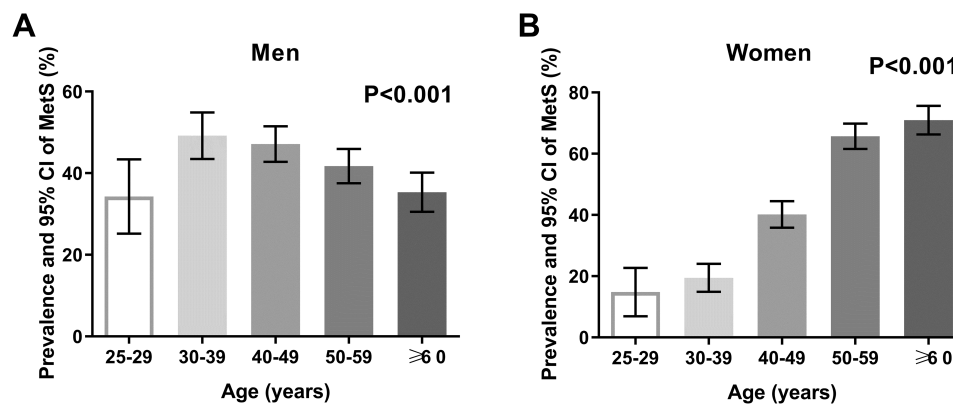 A
Men
P<0.001
Prevalence and 95% CI of MetS (%)
60
40
20
0
25-29 30-39 40-49 50-59 ≥6 0
Age (years)
B
Women
P<0.001
Prevalence and 95% CI of MetS (%)
80
60
40
20
0
25-29 30-39 40-49 50-59 ≥6 0
Age (years)